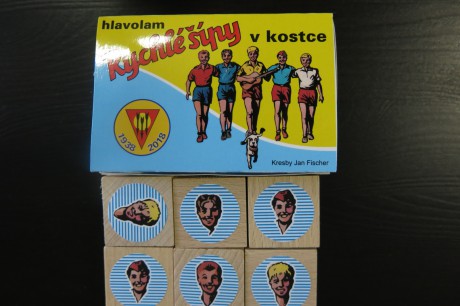 hlavolam
Rychlé šípy
v kostce
1938 2018
Kresby Jan Fischer